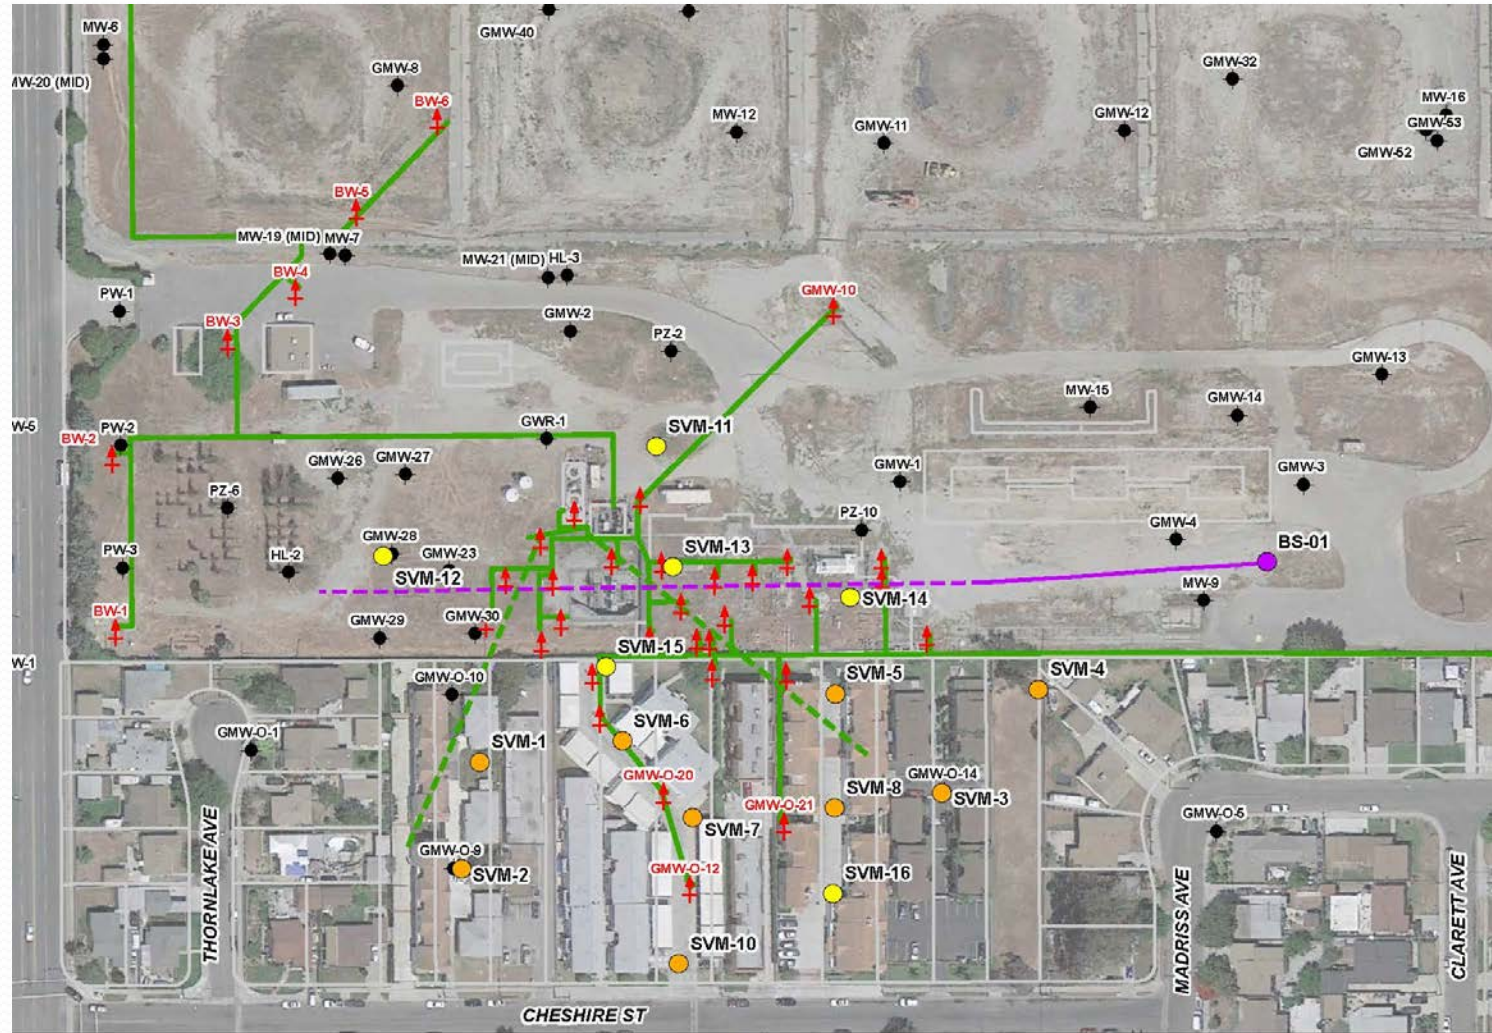 GMW-40
MW-6
GMW-8
GMW-32
MW-20 (MID)
BW-6
MW-12
GMW-11
GMW-12
MW-16
GMW-53
GMW-52
BW-5
MW-19 (MID)
MW-7
MW-21 (MID)
HL-3
BW-4
PW-1
GMW-10
BW-3
GMW-2
PZ-2
GMW-13
MW-15
GMW-14
W-5
PW-2
BW-2
GWR-1
SVM-11
GMW-26
GMW-27
GMW-1
GMW-3
PZ-6
PZ-10
GMW-4
BS-01
PW-3
HL-2
GMW-28
GMW-23
SVM-12
SVM-13
SVM-14
MW-9
BW-1
GMW-29
GMW-30
SVM-15
W-1
GMW-O-10
SVM-5
SVM-4
GMW-O-1
SVM-6
SVM-1
GMW-O-20
GMW-O-21
SVM-8
GMW-O-14
SVM-3
SVM-7
GMW-O-5
GMW-O-9
SVM-2
GMW-O-12
SVM-16
THORNLAKE AVE
MADRISS AVE
CLARETT AVE
SVM-10
CHESHIRE ST